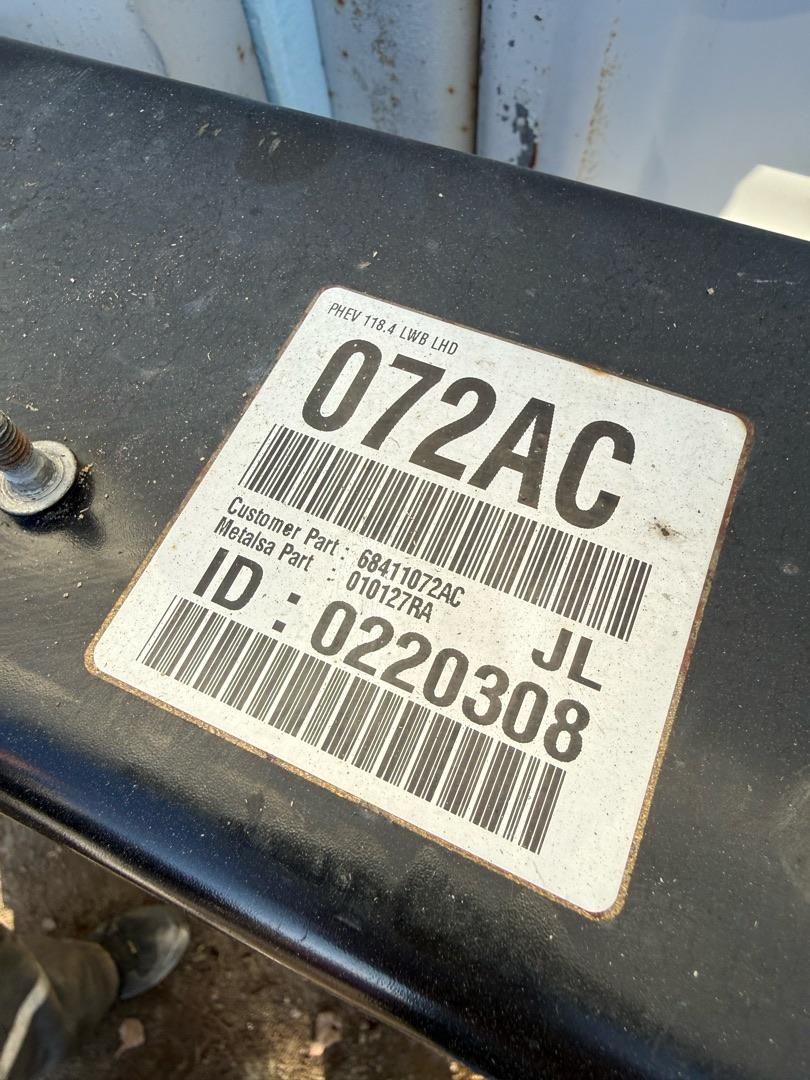 PHEV 118.4 LWB LHD
072AC
Customer Part : 68411072AC
Metalsa Part : 010127RA
JL
ID : 0220308